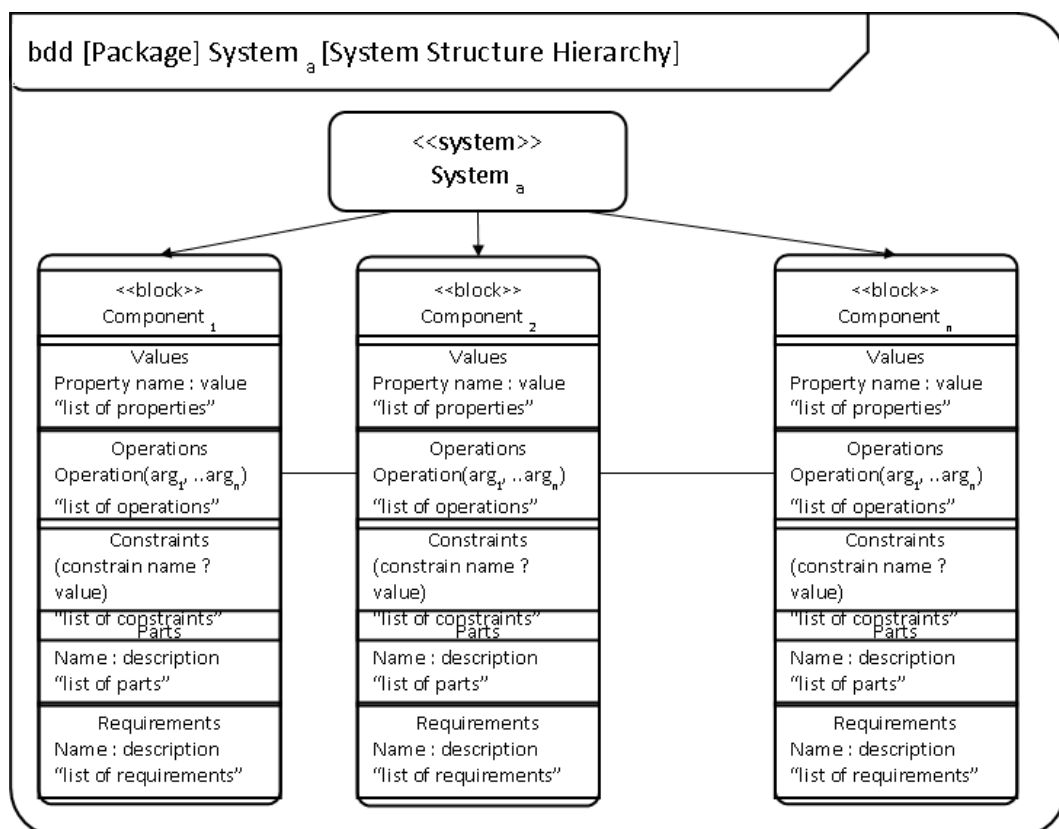 bdd [Package] System a [System Structure Hierarchy]
<<system>>
System a
<<block>>
Component 1
Values
Property name : value
“list of properties”
Operations
Operation(arg1, ..argn)
“list of operations”
Constraints
(constrain name ?
value)
“list of constraints”
Parts
Name : description
“list of parts”
Requirements
Name : description
“list of requirements”
<<block>>
Component 2
Values
Property name : value
“list of properties”
Operations
Operation(arg1, ..argn)
“list of operations”
Constraints
(constrain name ?
value)
“list of constraints”
Parts
Name : description
“list of parts”
Requirements
Name : description
“list of requirements”
<<block>>
Component n
Values
Property name : value
“list of properties”
Operations
Operation(arg1, ..argn)
“list of operations”
Constraints
(constrain name ?
value)
“list of constraints”
Parts
Name : description
“list of parts”
Requirements
Name : description
“list of requirements”